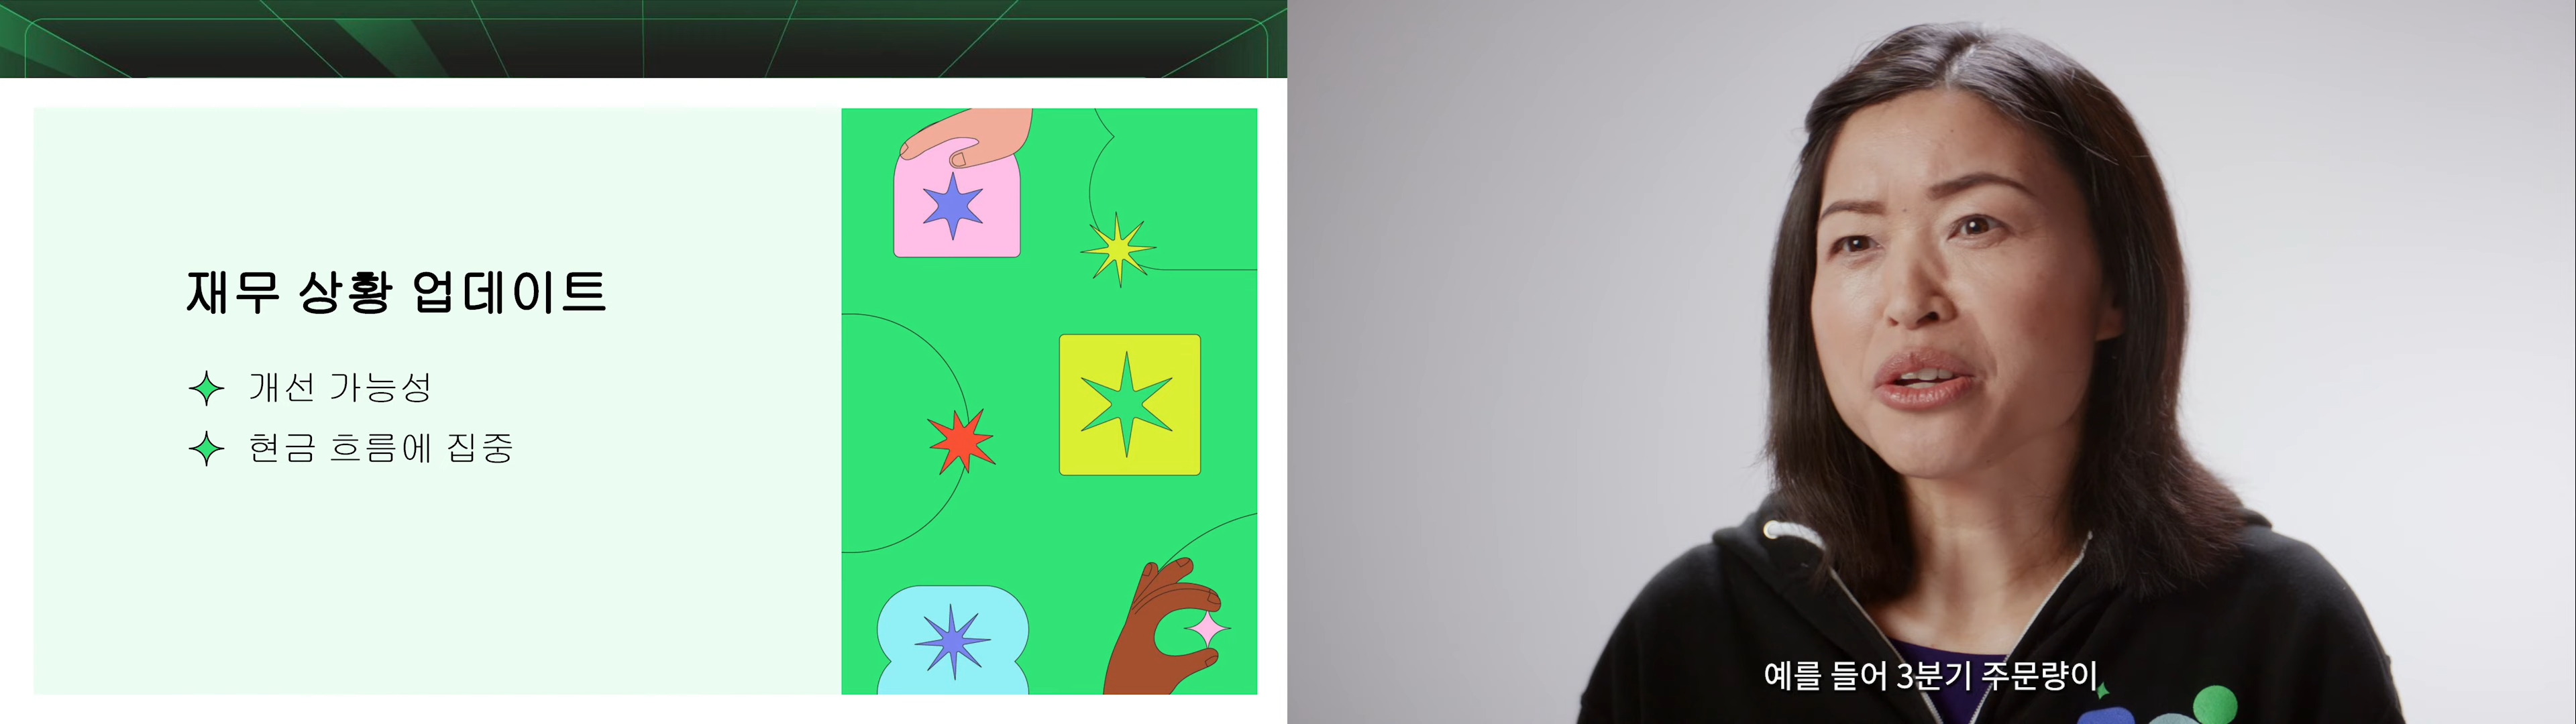 재무 상황 업데이트
개선 가능성
현금 흐름에 집중
예를 들어 3분기 주문량이